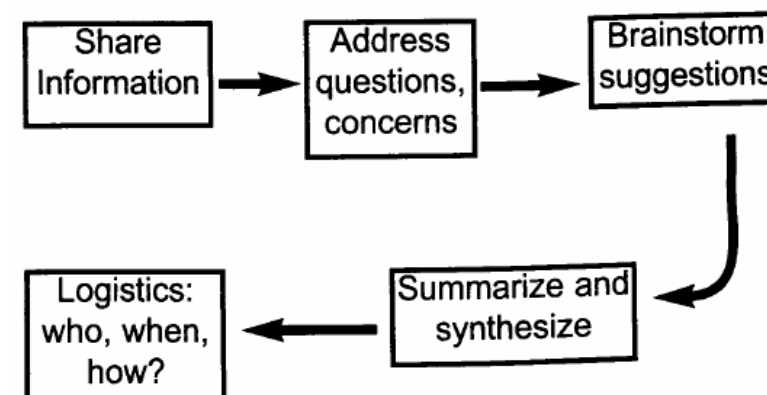 Share
Information
Address
questions,
concerns
Brainstorm
suggestions
Summarize and
synthesize
Logistics:
who, when,
how?